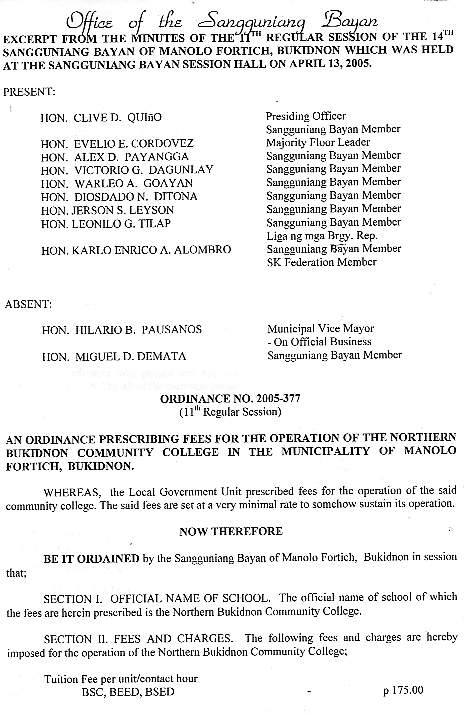 Office of the Sangguniang Bayan
EXCERPT FROM THE MINUTES OF THE 11TH REGULAR SESSION OF THE 14TH
SANGGUNIANG BAYAN OF MANOLO FORTICH, BUKIDNON WHICH WAS HELD
AT THE SANGGUNIANG BAYAN SESSION HALL ON APRIL 13, 2005.
PRESENT:
HON. CLIVE D. QUIñO Presiding Officer
Sangguniang Bayan Member
HON. EVELIO E. CORDOVEZ Majority Floor Leader
HON. ALEX D. PAYANGGA Sangguniang Bayan Member
HON. VICTORIO G. DAGUNLAY Sangguniang Bayan Member
HON. WARLEO A. GOAYAN Sangguniang Bayan Member
HON. DIOSDADO N. DITONA Sangguniang Bayan Member
HON. JERSON S. LEYSON Sangguniang Bayan Member
HON. LEONILO G. TILAP Sangguniang Bayan Member
Liga ng mga Brgy. Rep.
HON. KARLO ENRICO A. ALOMBRO Sangguniang Bayan Member
SK Federation Member
ABSENT:
HON. HILARIO B. PAUSANOS Municipal Vice Mayor
- On Official Business
HON. MIGUEL D. DEMATA Sangguniang Bayan Member
ORDINANCE NO. 2005-377
(11th Regular Session)
AN ORDINANCE PRESCRIBING FEES FOR THE OPERATION OF THE NORTHERN
BUKIDNON COMMUNITY COLLEGE IN THE MUNICIPALITY OF MANOLO
FORTICH, BUKIDNON.
WHEREAS, the Local Government Unit prescribed fees for the operation of the said
community college. The said fees are set at a very minimal rate to somehow sustain its operation.
NOW THEREFORE
BE IT ORDAINED by the Sangguniang Bayan of Manolo Fortich, Bukidnon in session
that;
SECTION I. OFFICIAL NAME OF SCHOOL. The official name of school of which
the fees are herein prescribed is the Northern Bukidnon Community College.
SECTION II. FEES AND CHARGES. The following fees and charges are hereby
imposed for the operation of the Northern Bukidnon Community College;
Tuition Fee per unit/contact hour
BSC, BEED, BSED - p 175.00